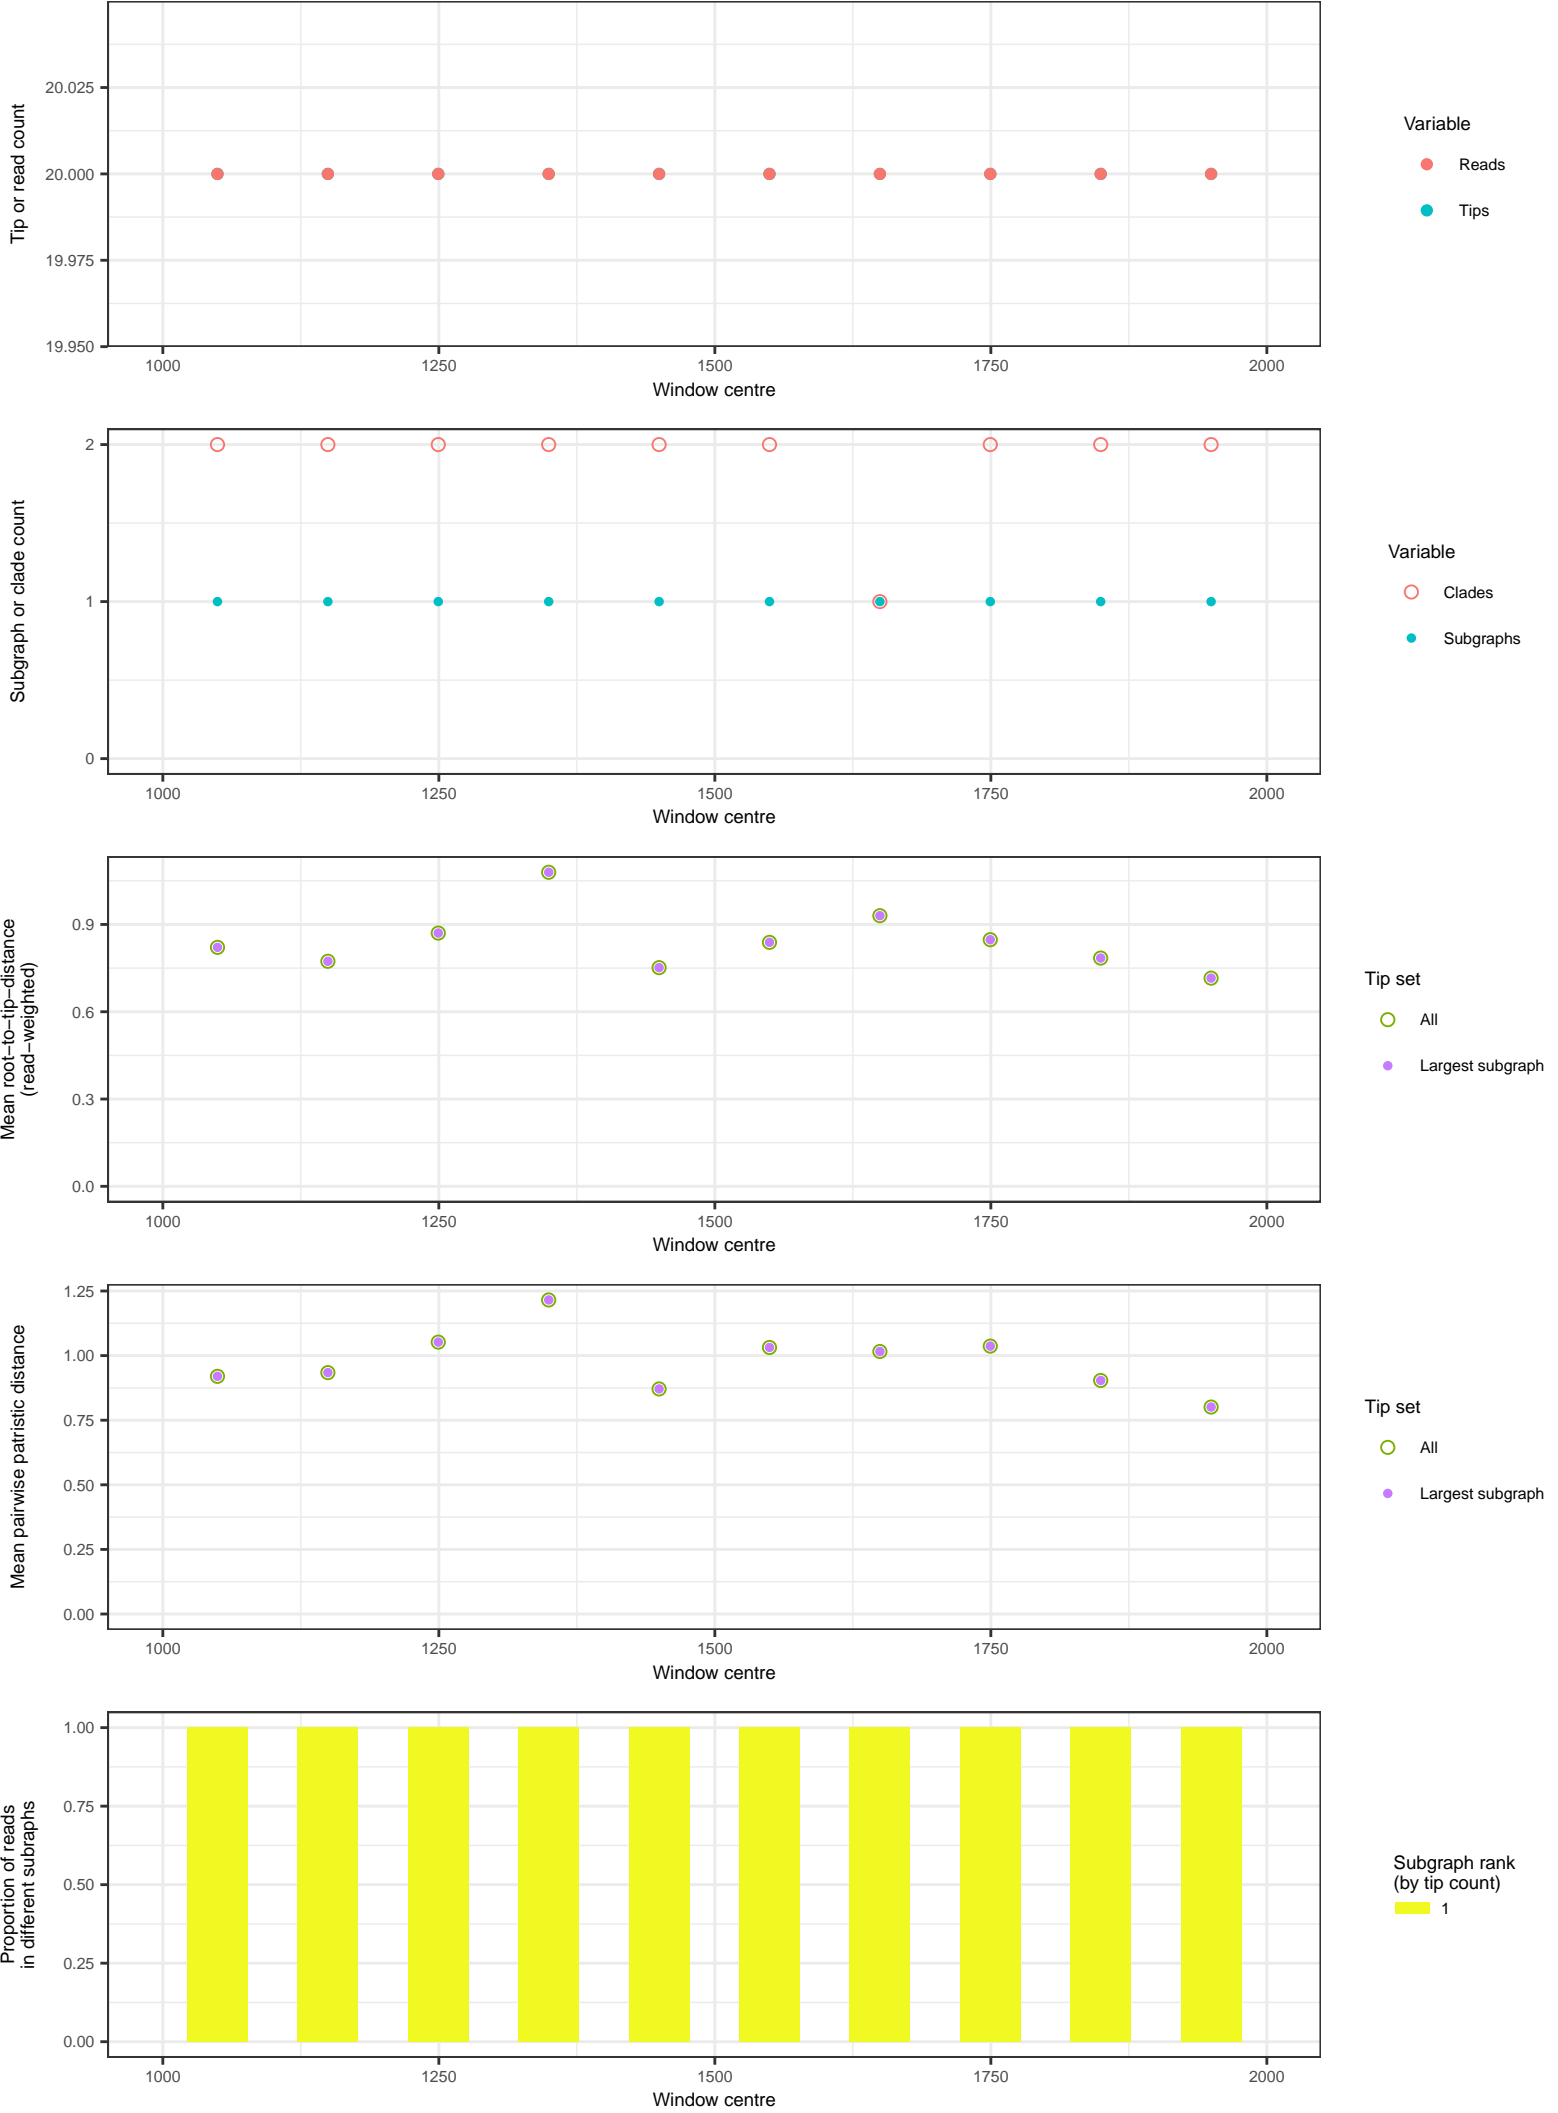 20.025
20.000
19.975
19.950
Tip or read count
1000
1250
1500
1750
2000
Window centre
Variable
Reads
Tips
2
1
0
Subgraph or clade count
1000
1250
1500
1750
2000
Window centre
Variable
Clades
Subgraphs
0.9
0.6
0.3
0.0
Mean root−to−tip−distance
(read−weighted)
1000
1250
1500
1750
2000
Window centre
Tip set
All
Largest subgraph
1.25
1.00
0.75
0.50
0.25
0.00
Mean pairwise patristic distance
1000
1250
1500
1750
2000
Window centre
Tip set
All
Largest subgraph
1.00
0.75
0.50
0.25
0.00
Proportion of reads
in different subraphs
1000
1250
1500
1750
2000
Window centre
Subgraph rank
(by tip count)
1